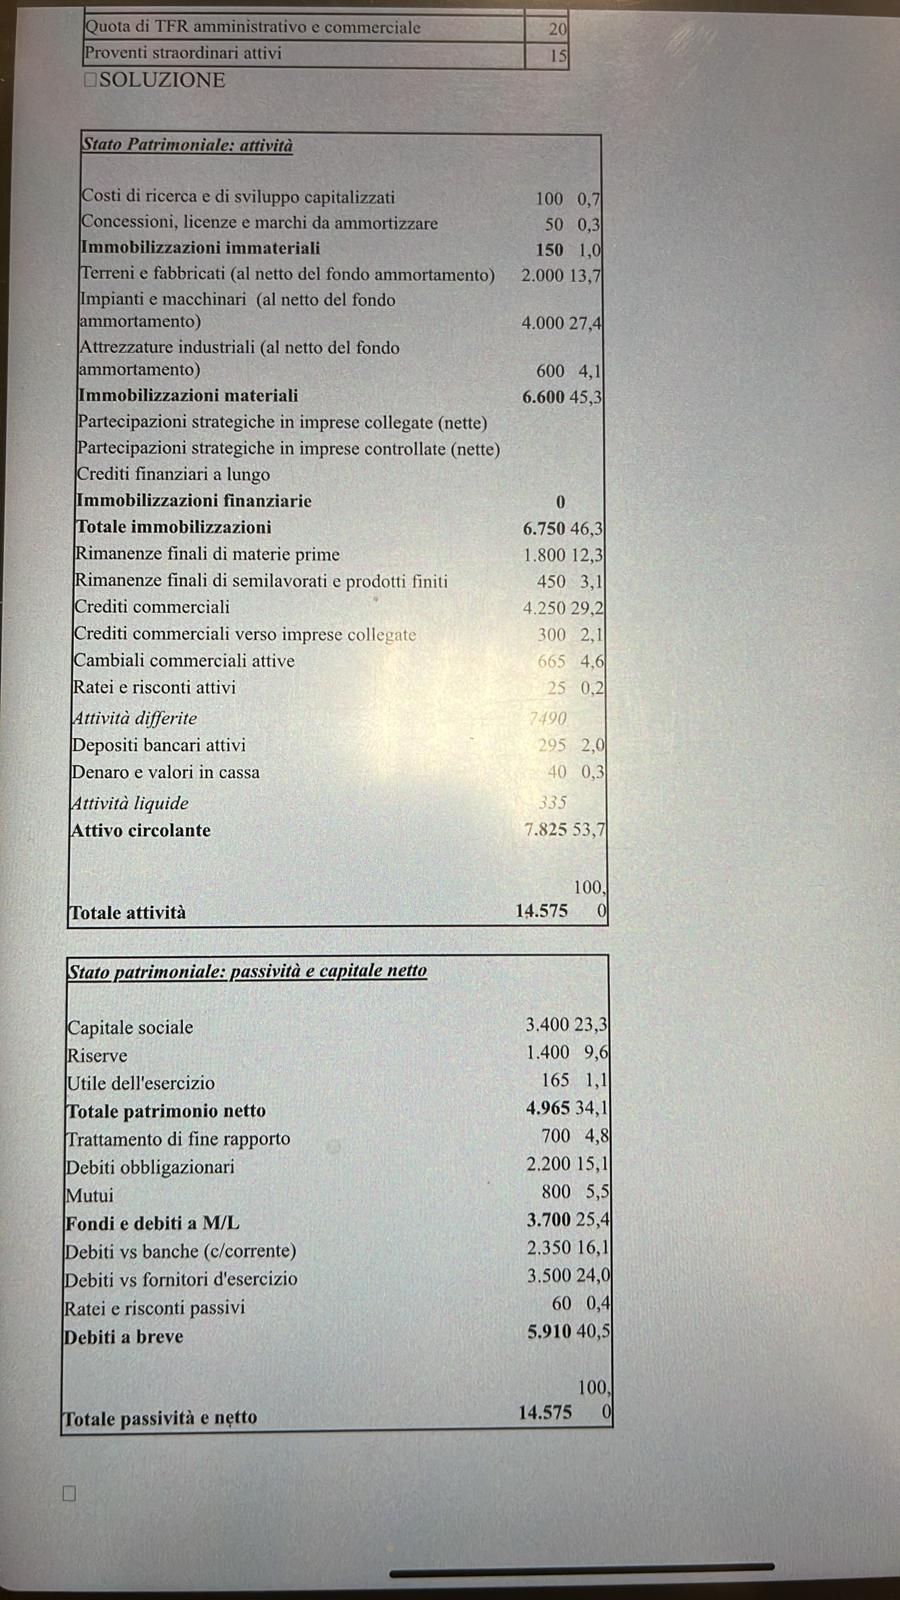 Quota di TFR amministrativo e commerciale 20
Proventi straordinari attivi 15
□SOLUZIONE
Stato Patrimoniale: attività
Costi di ricerca e di sviluppo capitalizzati 100 0,7
Concessioni, licenze e marchi da ammortizzare 50 0,3
Immobilizzazioni immateriali 150 1,0
Terreni e fabbricati (al netto del fondo ammortamento) 2.000 13,7
Impianti e macchinari (al netto del fondo
ammortamento) 4.000 27,4
Attrezzature industriali (al netto del fondo
ammortamento) 600 4,1
Immobilizzazioni materiali 6.600 45,3
Partecipazioni strategiche in imprese collegate (nette)
Partecipazioni strategiche in imprese controllate (nette)
Crediti finanziari a lungo
Immobilizzazioni finanziarie 0
Totale immobilizzazioni 6.750 46,3
Rimanenze finali di materie prime 1.800 12,3
Rimanenze finali di semilavorati e prodotti finiti 450 3,1
Crediti commerciali 4.250 29,2
Crediti commerciali verso imprese collegate 300 2,1
Cambiali commerciali attive 665 4,6
Ratei e risconti attivi 25 0,2
Attività differite 7490
Depositi bancari attivi 295 2,0
Denaro e valori in cassa 40 0,3
Attività liquide 335
Attivo circolante 7.825 53,7
100,
Totale attività 14.575 0
Stato patrimoniale: passività e capitale netto
Capitale sociale 3.400 23,3
Riserve 1.400 9,6
Utile dell'esercizio 165 1,1
Totale patrimonio netto 4.965 34,1
Trattamento di fine rapporto 700 4,8
Debiti obbligazionari 2.200 15,1
Mutui 800 5,5
Fondi e debiti a M/L 3.700 25,4
Debiti vs banche (c/corrente) 2.350 16,1
Debiti vs fornitori d'esercizio 3.500 24,0
Ratei e risconti passivi 60 0,4
Debiti a breve 5.910 40,5
100,
Totale passività e netto 14.575 0